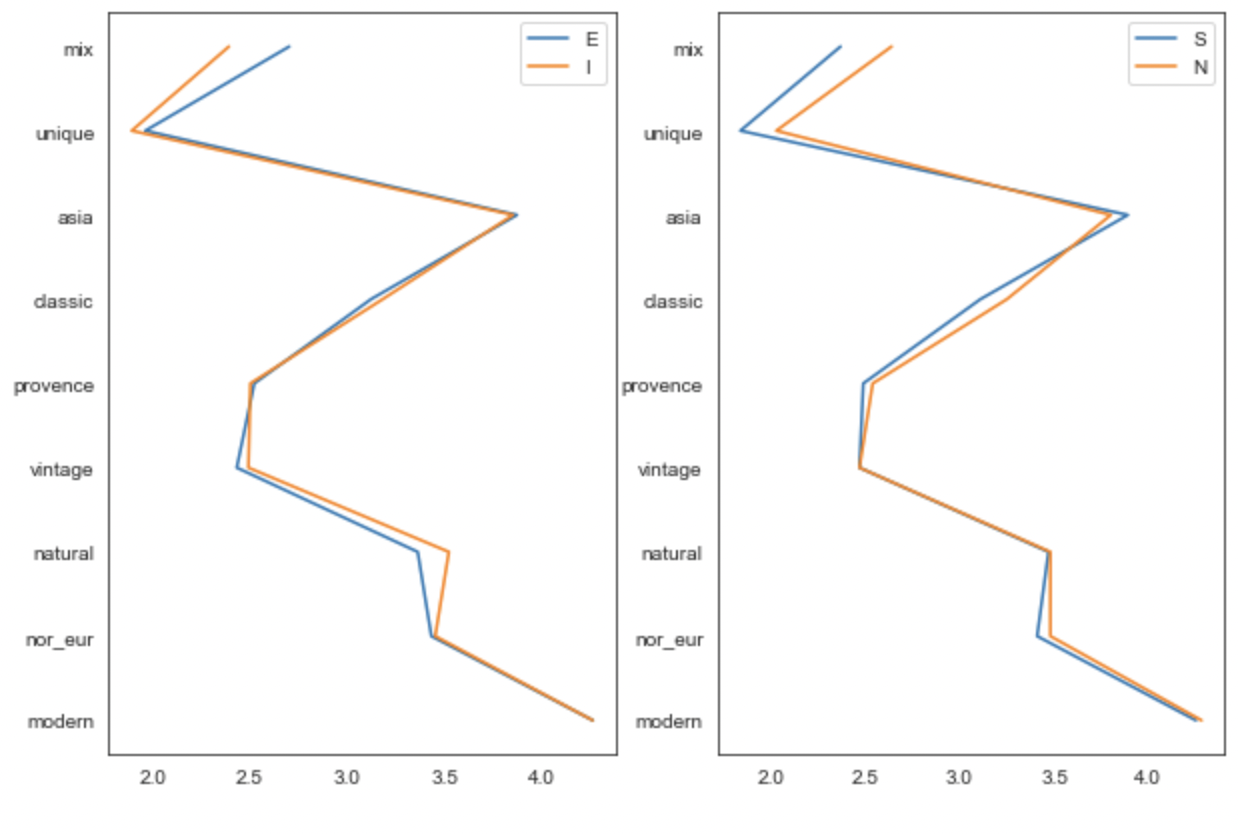 mix
unique
asia
classic
provence
vintage
natural
nor_eur
modern
2.0 2.5 3.0 3.5 4.0
E
I
mix
unique
asia
classic
provence
vintage
natural
nor_eur
modern
2.0 2.5 3.0 3.5 4.0
S
N